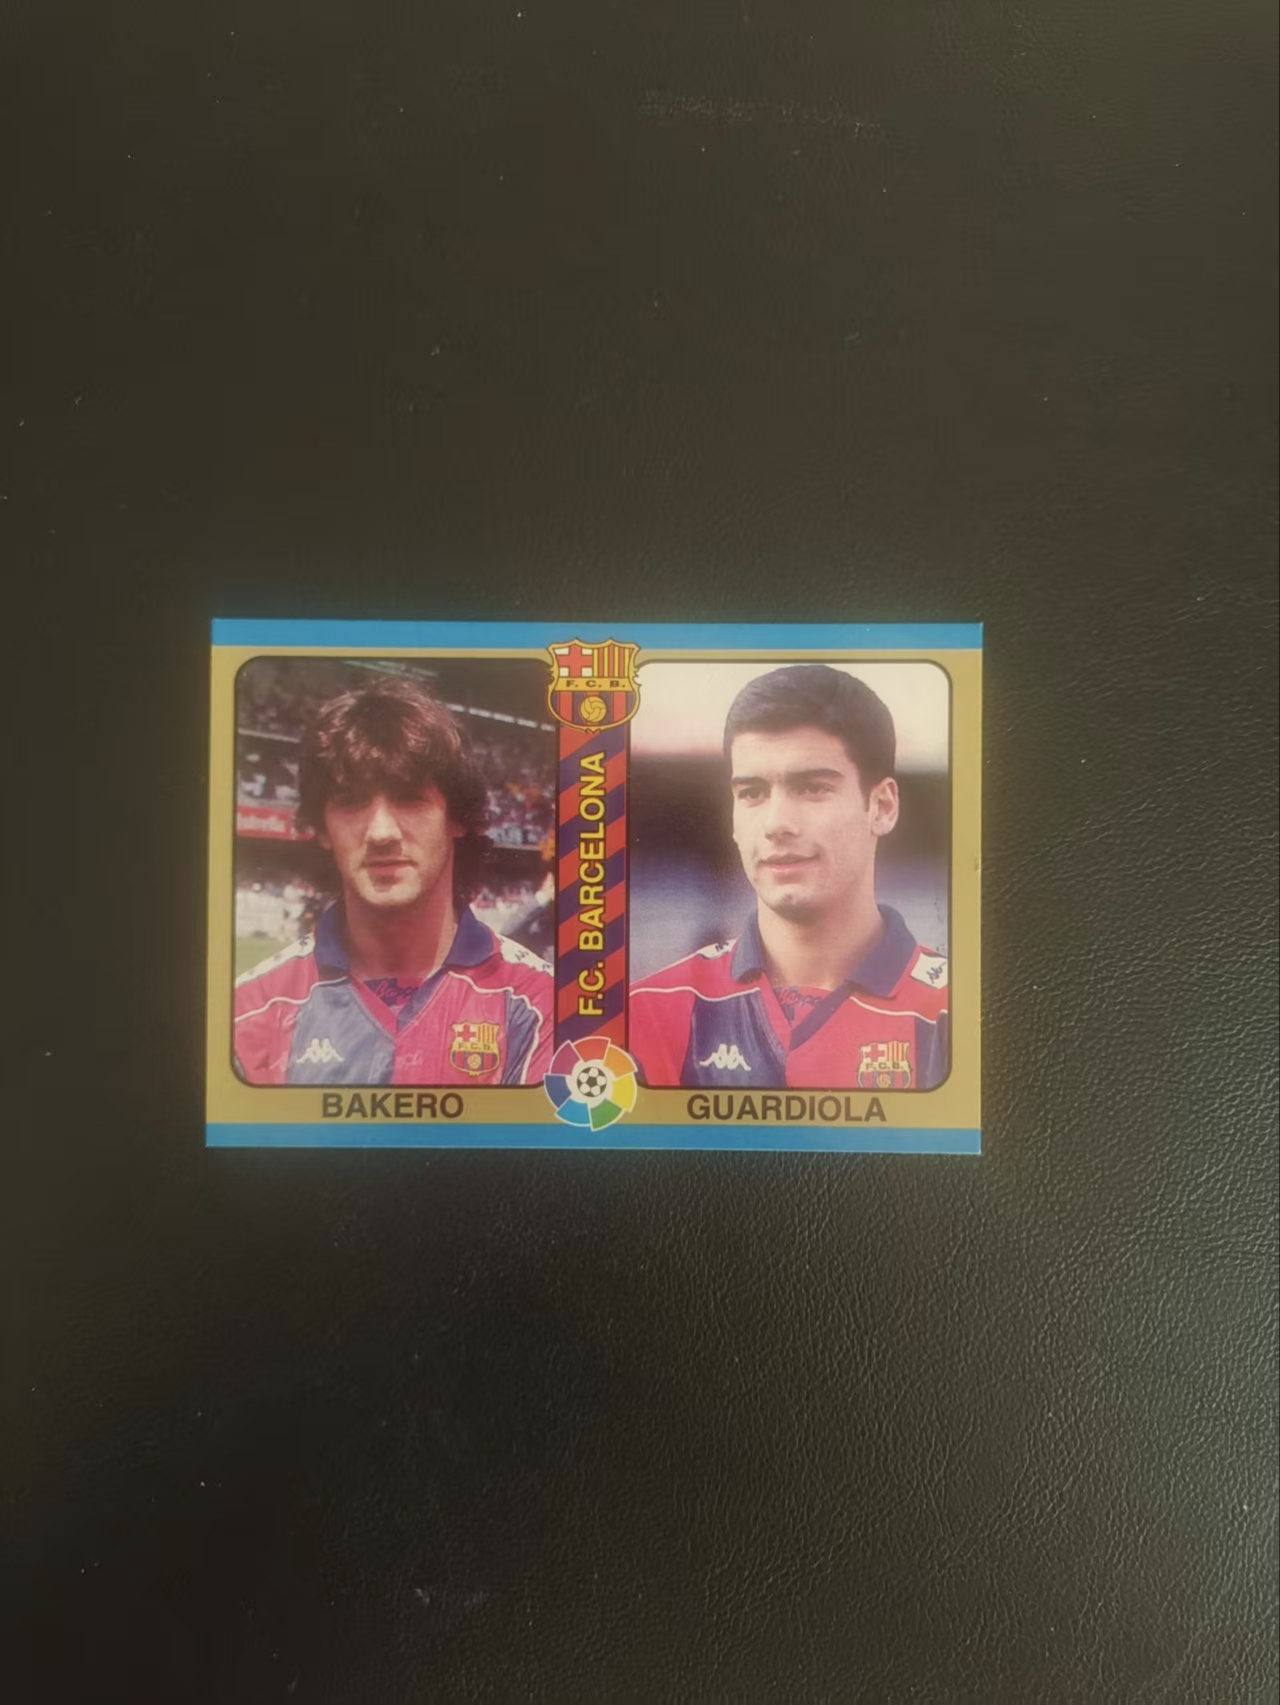 F. C. B.
F.C. BARCELONA
F.C.B.
F.C.B.
BAKERO
GUARDIOLA